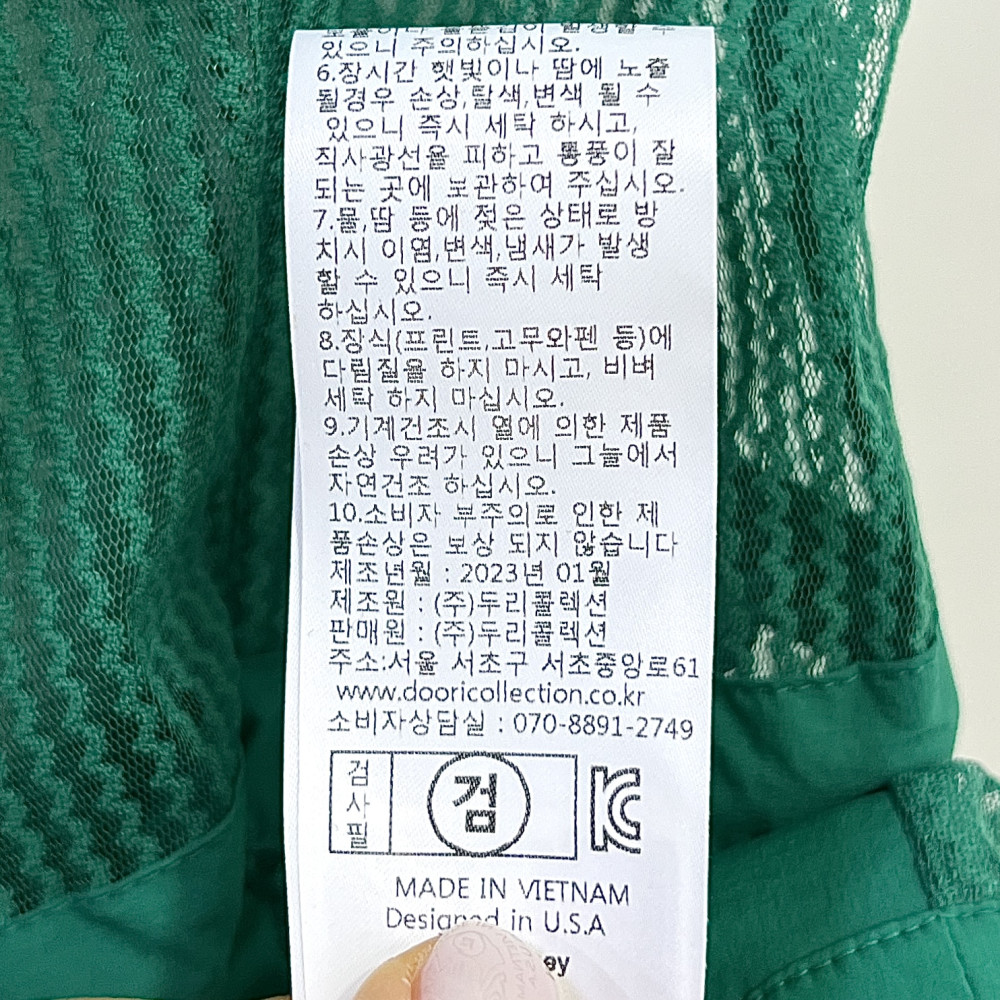 있으니 주의하십시오.
6.장시간 햇빛이나 땀에 노출
될경우 손상,탈색,변색 될 수
있으니 즉시 세탁 하시고,
직사광선을 피하고 통풍이 잘
되는 곳에 보관하여 주십시오.
7.물,땀 등에 젖은 상태로 방
치시 이염,변색,냄새가 발생
할 수 있으니 즉시 세탁
하십시오.
8.장식(프린트,고무와펜 등)에
다림질을 하지 마시고, 비벼
세탁 하지 마십시오.
9.기계건조시 열에 의한 제품
손상 우려가 있으니 그늘에서
자연건조 하십시오.
10.소비자 부주의로 인한 제
품손상은 보상 되지 않습니다
제조년월 : 2023년 01월
제조원 : (주)두리콜렉션
판매원 : (주)두리콜렉션
주소:서울 서초구 서초중앙로61
www.dooricollection.co.kr
소비자상담실 : 070-8891-2749
검사필 검 KC
MADE IN VIETNAM
Designed in U.S.A